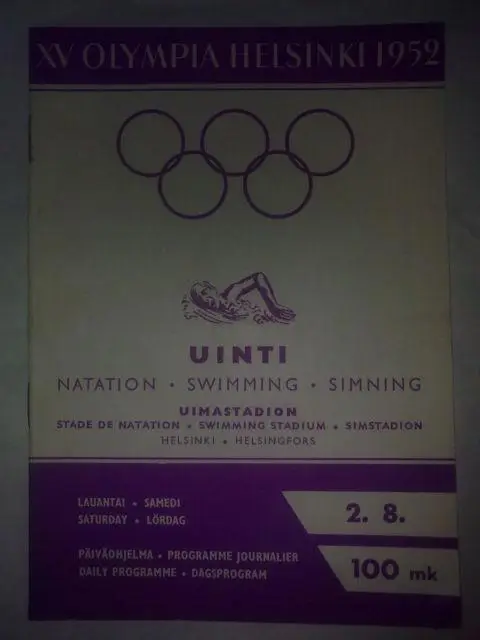 XV OLYMPIA HELSINKI 1952
UINTI
NATATION • SWIMMING • SIMNING
UIMASTADION
STADE DE NATATION • SWIMMING STADIUM • SIMSTADION
HELSINKI • HELSINGFORS
LAUANTAI • SAMEDI
SATURDAY • LÖRDAG
2. 8.
PÄIVÄOHJELMA • PROGRAMME JOURNALIER
DAILY PROGRAMME • DAGSPROGRAM
100 mk